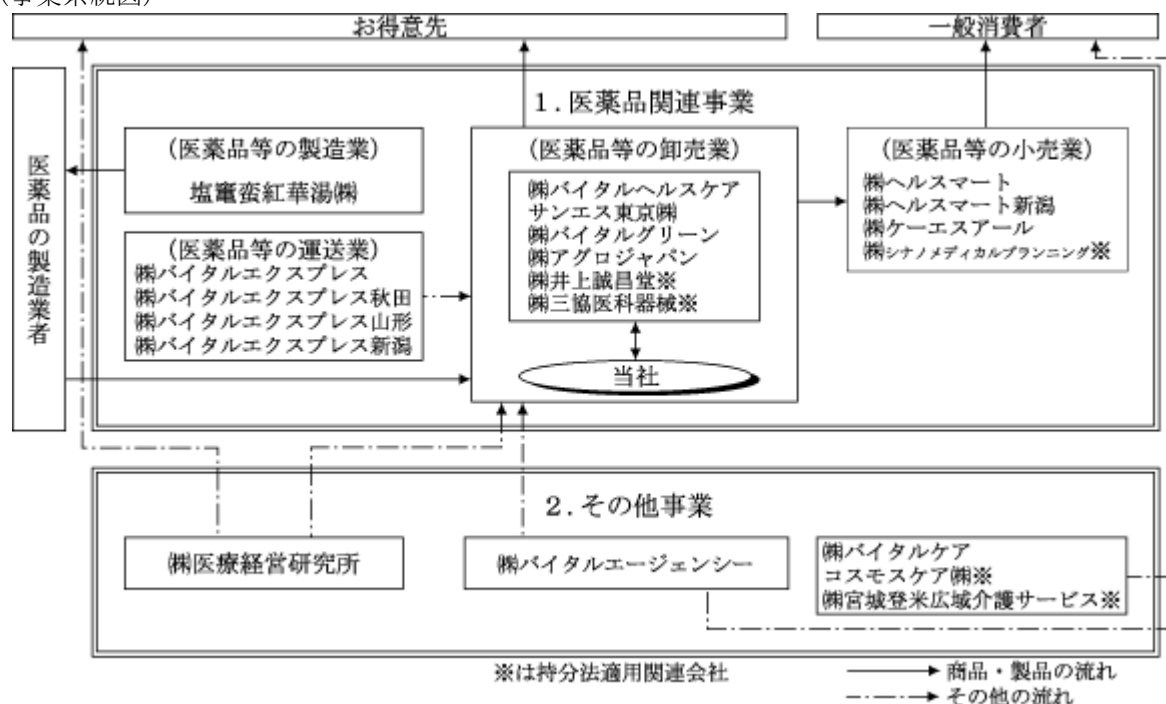 (事業系統図)
お得意先
一般消費者
医薬品の製造業者
1.医薬品関連事業
(医薬品等の製造業)
塩竈蛮紅華湯㈱
(医薬品等の運送業)
㈱バイタルエクスプレス
㈱バイタルエクスプレス秋田
㈱バイタルエクスプレス山形
㈱バイタルエクスプレス新潟
(医薬品等の卸売業)
㈱バイタルヘルスケア
サンエス東京㈱
㈱バイタルグリーン
㈱アグロジャパン
㈱井上誠昌堂※
㈱三協医科器械※
当社
(医薬品等の小売業)
㈱ヘルスマート
㈱ヘルスマート新潟
㈱ケーエスアール
㈱シナノメディカルプランニング※
2.その他事業
㈱医療経営研究所
㈱バイタルエージェンシー
㈱バイタルケア
コスモスケア㈱※
㈱宮城登米広域介護サービス※
※は持分法適用関連会社
商品・製品の流れ
その他の流れ